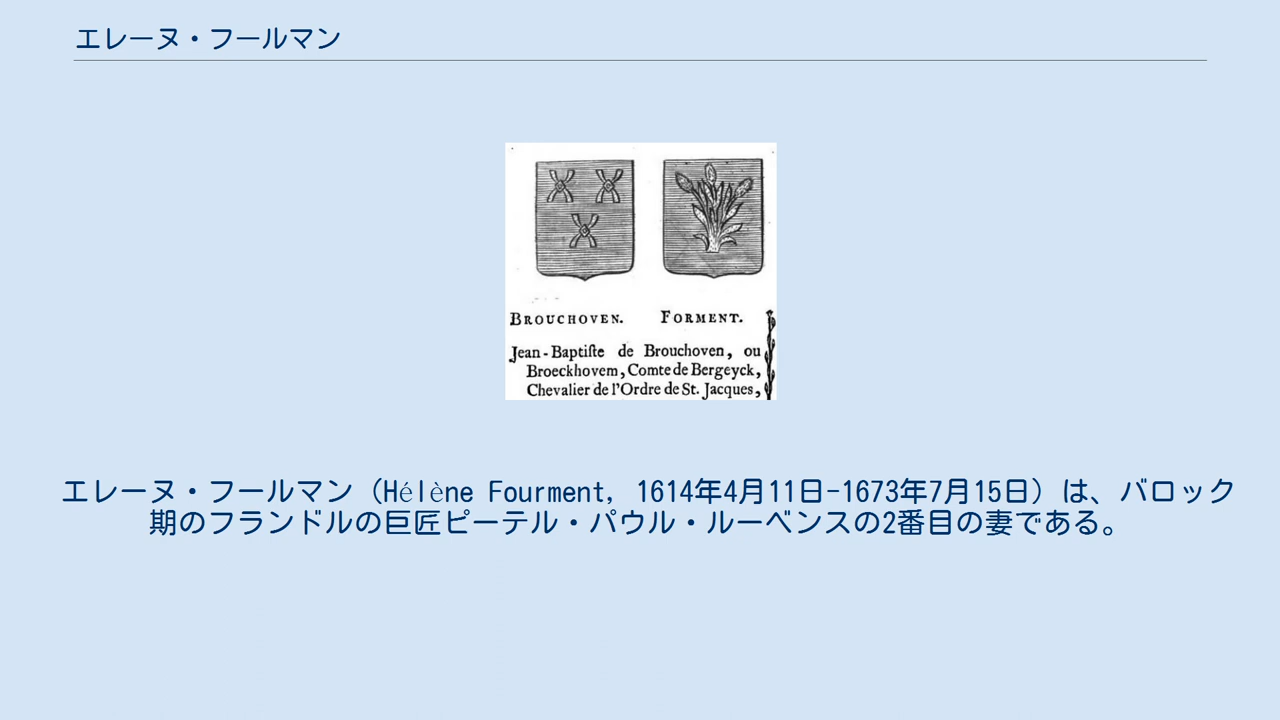 エレーヌ・フールマン
BROUCHOVEN. FORMENT.
Jean-Baptiſte de Brouchoven, ou
Broeckhovem, Comte de Bergeyck,
Chevalier de l'Ordre de St. Jacques,
エレーヌ・フールマン（Hélène Fourment, 1614年4月11日-1673年7月15日）は、バロック
期のフランドルの巨匠ピーテル・パウル・ルーベンスの2番目の妻である。